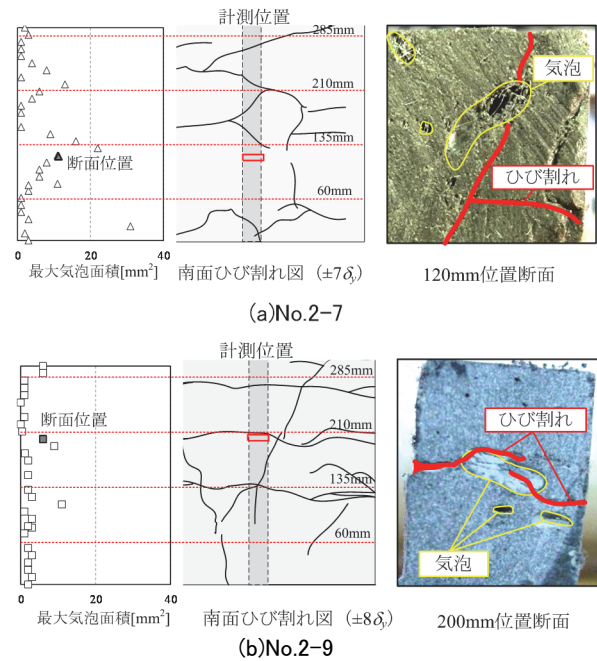 計測位置
285mm
210mm
135mm
60mm
断面位置
気泡
ひび割れ
0 20 40
最大気泡面積[mm²]
南面ひび割れ図（±7δy）
120mm位置断面
(a)No.2-7
計測位置
285mm
210mm
135mm
60mm
断面位置
ひび割れ
気泡
0 20 40
最大気泡面積[mm²]
南面ひび割れ図（±8δy）
200mm位置断面
(b)No.2-9